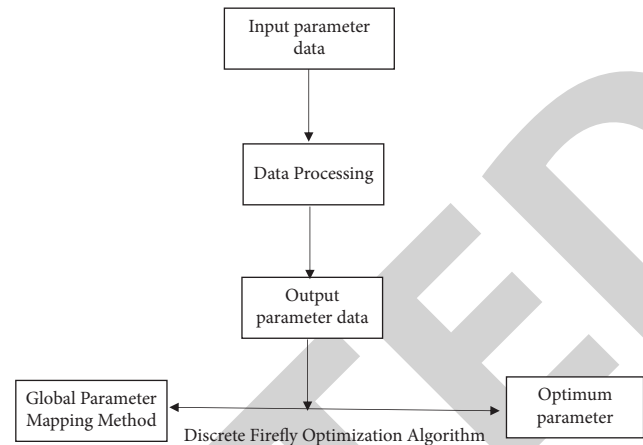 Input parameter
data
Data Processing
Output
parameter data
Global Parameter
Mapping Method
Optimum
parameter
Discrete Firefly Optimization Algorithm